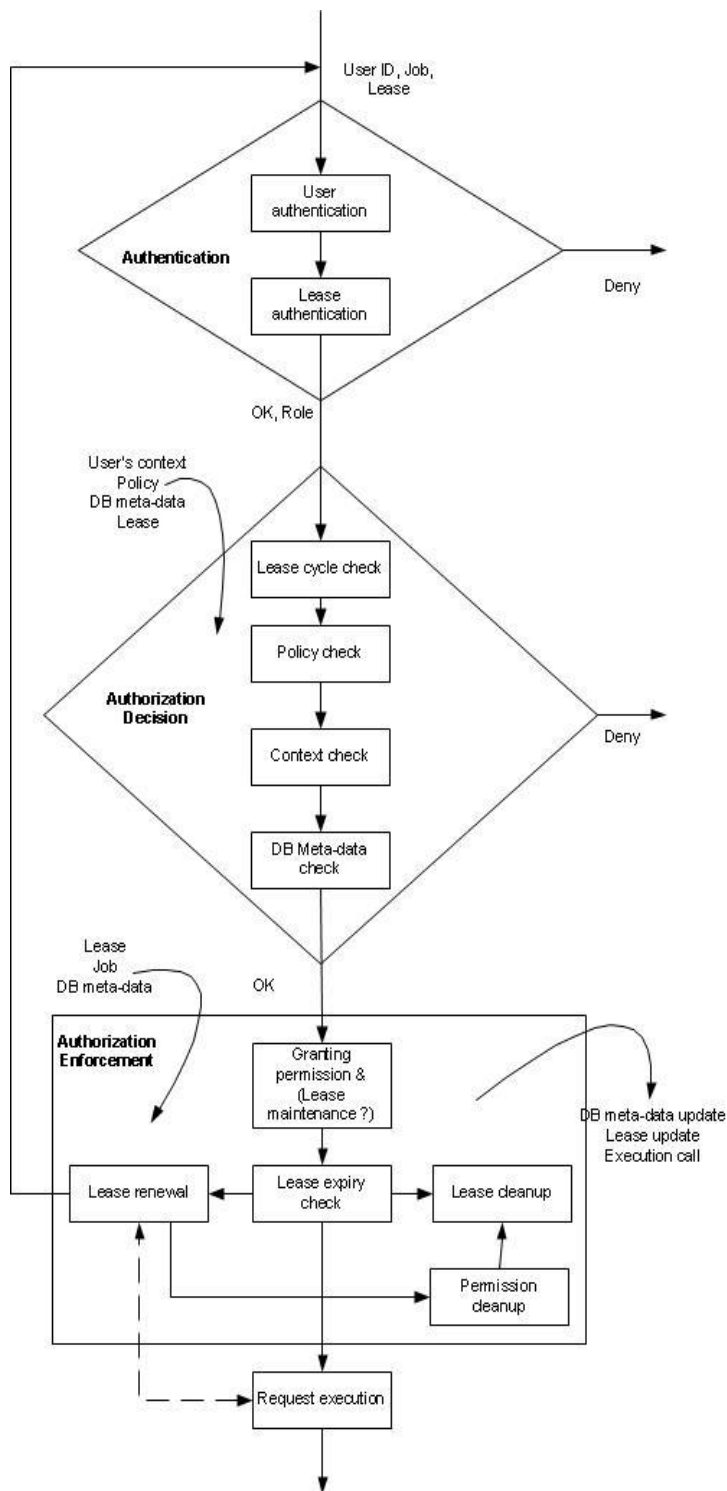 User ID, Job,
Lease
User
authentication
Authentication
Lease
authentication
Deny
OK, Role
User's context
Policy
DB meta-data
Lease
Lease cycle check
Policy check
Authorization
Decision
Context check
Deny
DB Meta-data
check
Lease
Job
DB meta-data
OK
Authorization
Enforcement
Granting
permission &
(Lease
maintenance ?)
DB meta-data update
Lease update
Execution call
Lease renewal
Lease expiry
check
Lease cleanup
Permission
cleanup
Request execution